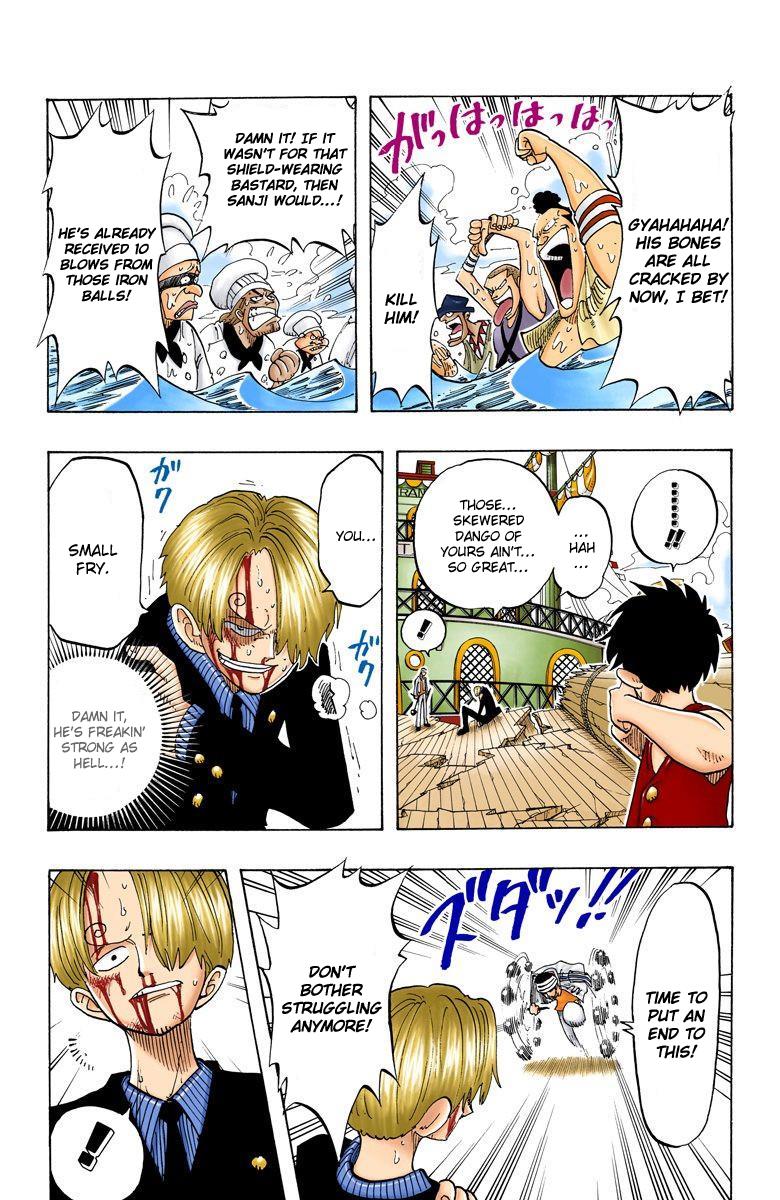 がっはっはっはっ
GYAHAHAHA!
HIS BONES
ARE ALL
CRACKED BY
NOW, I BET!
KILL
HIM!
DAMN IT! IF IT
WASN'T FOR THAT
SHIELD-WEARING
BASTARD, THEN
SANJI WOULD...!
HE'S ALREADY
RECEIVED 10
BLOWS FROM
THOSE IRON
BALLS!
......!!
...
HAH
...
THOSE...
SKEWERED
DANGO OF
YOURS AIN'T...
SO GREAT...
!
RAN
YOU...
SMALL
FRY.
ガク
ガク
DAMN IT,
HE'S FREAKIN'
STRONG AS
HELL...!
ズダッ!!
TIME TO
PUT AN
END TO
THIS!
DON'T
BOTHER
STRUGGLING
ANYMORE!
!!